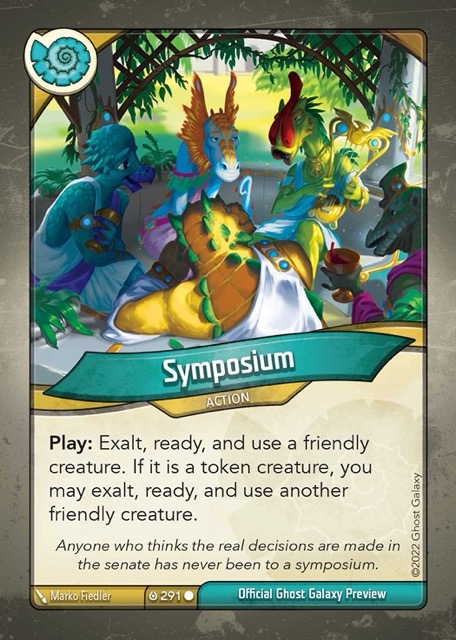 Symposium
ACTION
Play: Exalt, ready, and use a friendly
creature. If it is a token creature, you
may exalt, ready, and use another
friendly creature.
Anyone who thinks the real decisions are made in
the senate has never been to a symposium.
©2022 Ghost Galaxy
Marko Fiedler
291
Official Ghost Galaxy Preview